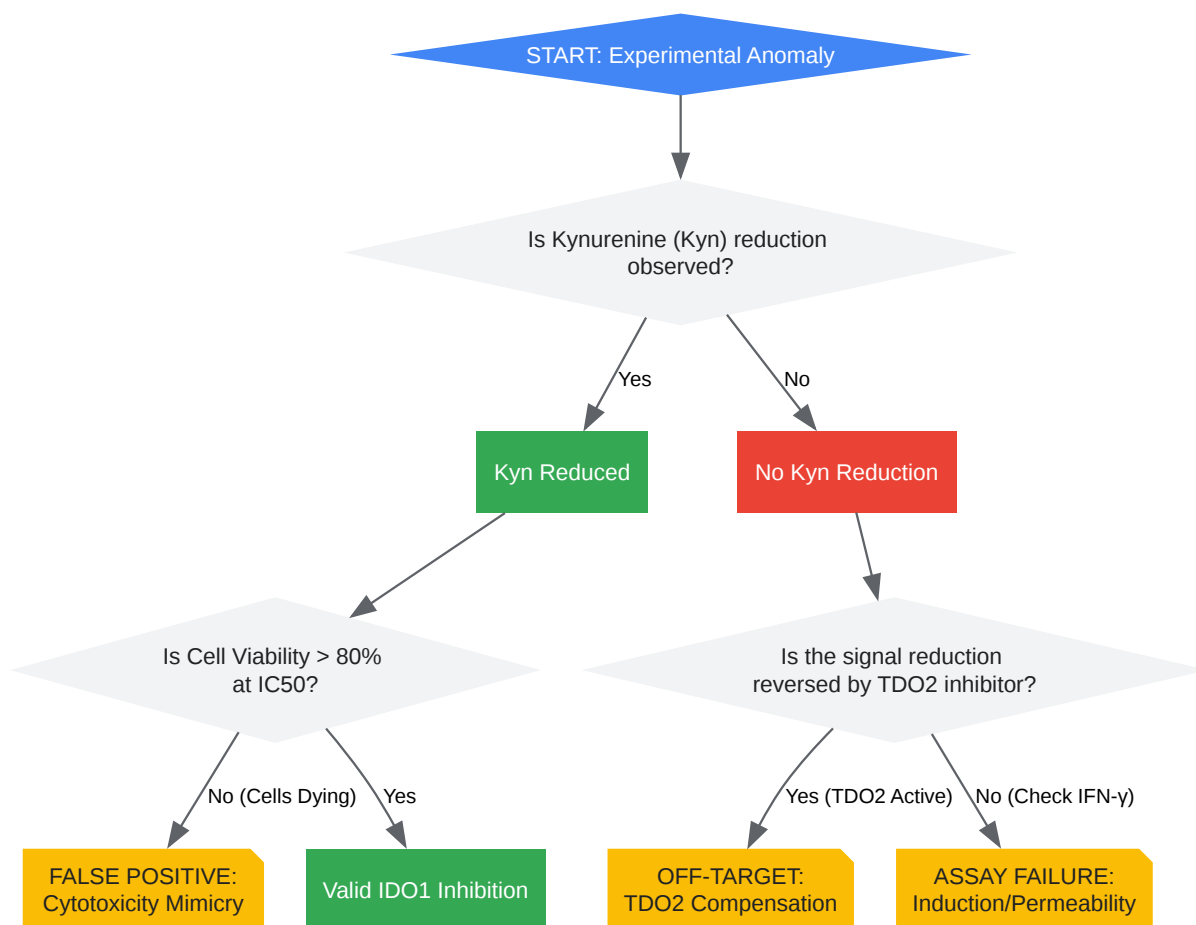 START: Experimental Anomaly
Is Kynurenine (Kyn) reduction
observed?
Yes
No
Kyn Reduced
No Kyn Reduction
Is Cell Viability > 80%
at IC50?
Is the signal reduction
reversed by TDO2 inhibitor?
No (Cells Dying)
Yes
Yes (TDO2 Active)
No (Check IFN-γ)
FALSE POSITIVE:
Cytotoxicity Mimicry
Valid IDO1 Inhibition
OFF-TARGET:
TDO2 Compensation
ASSAY FAILURE:
Induction/Permeability